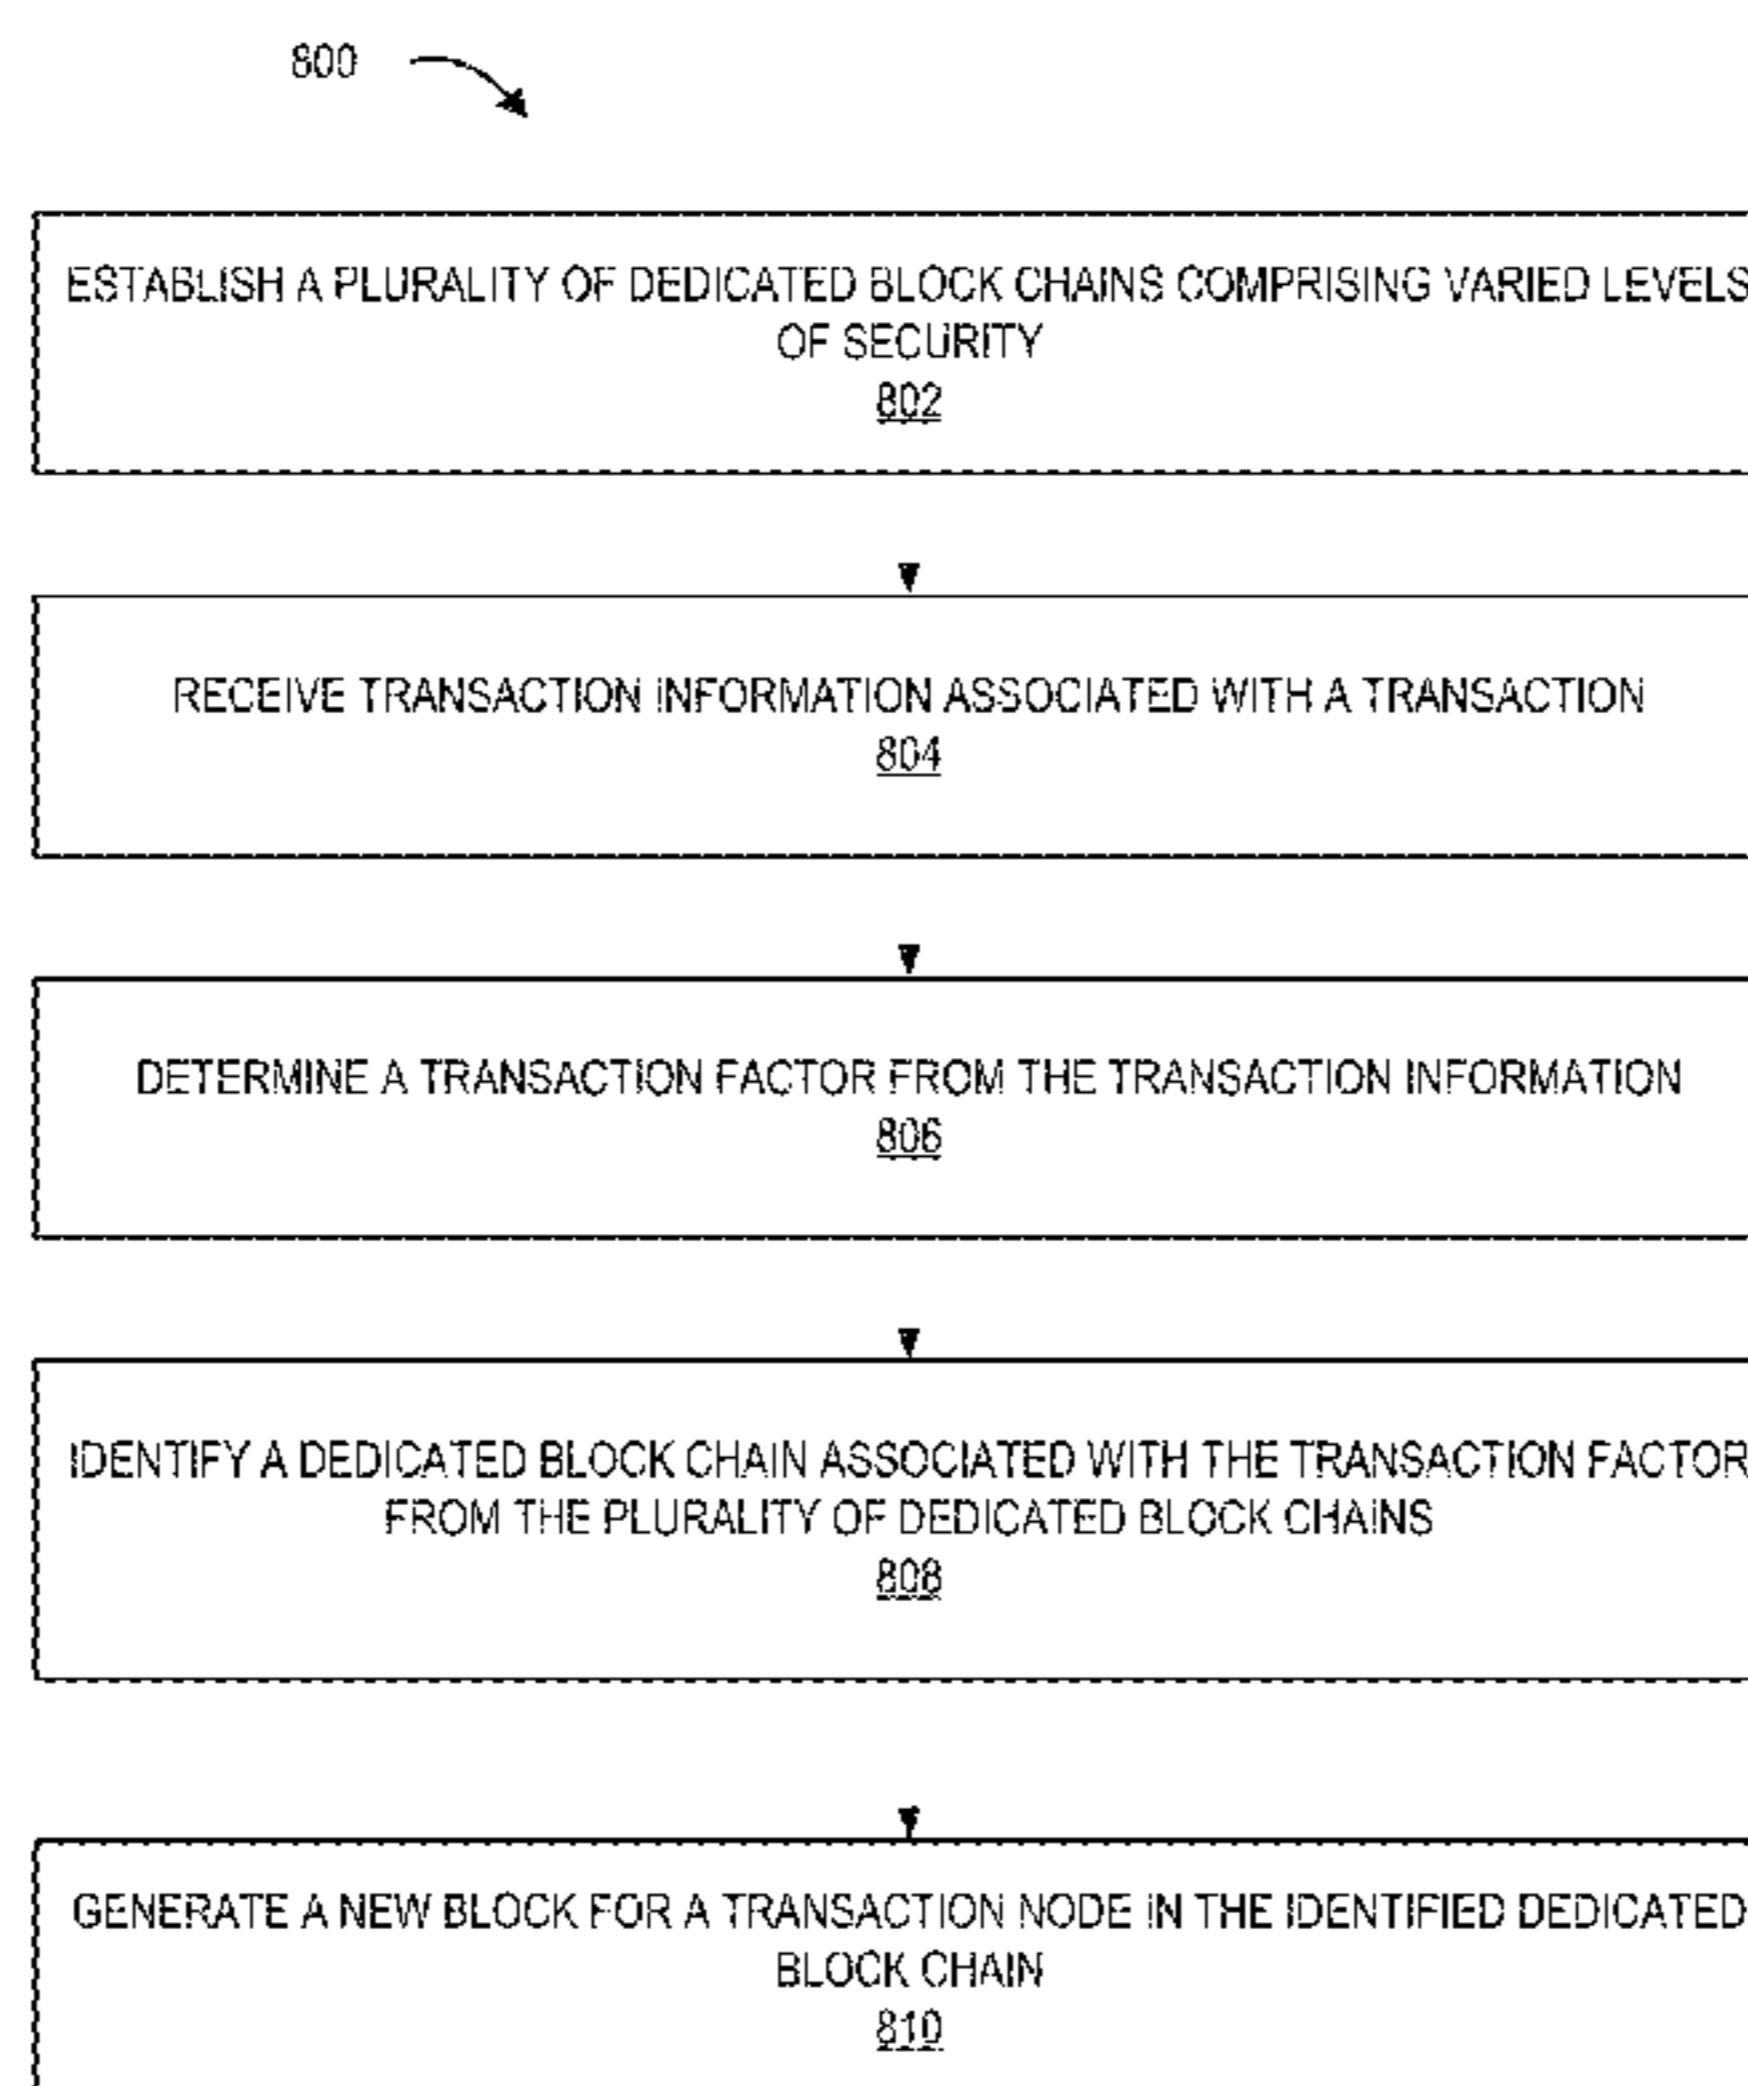 800
ESTABLISH A PLURALITY OF DEDICATED BLOCK CHAINS COMPRISING VARIED LEVELS
OF SECURITY
802
RECEIVE TRANSACTION INFORMATION ASSOCIATED WITH A TRANSACTION
804
DETERMINE A TRANSACTION FACTOR FROM THE TRANSACTION INFORMATION
806
IDENTIFY A DEDICATED BLOCK CHAIN ASSOCIATED WITH THE TRANSACTION FACTOR
FROM THE PLURALITY OF DEDICATED BLOCK CHAINS
808
GENERATE A NEW BLOCK FOR A TRANSACTION NODE IN THE IDENTIFIED DEDICATED
BLOCK CHAIN
810